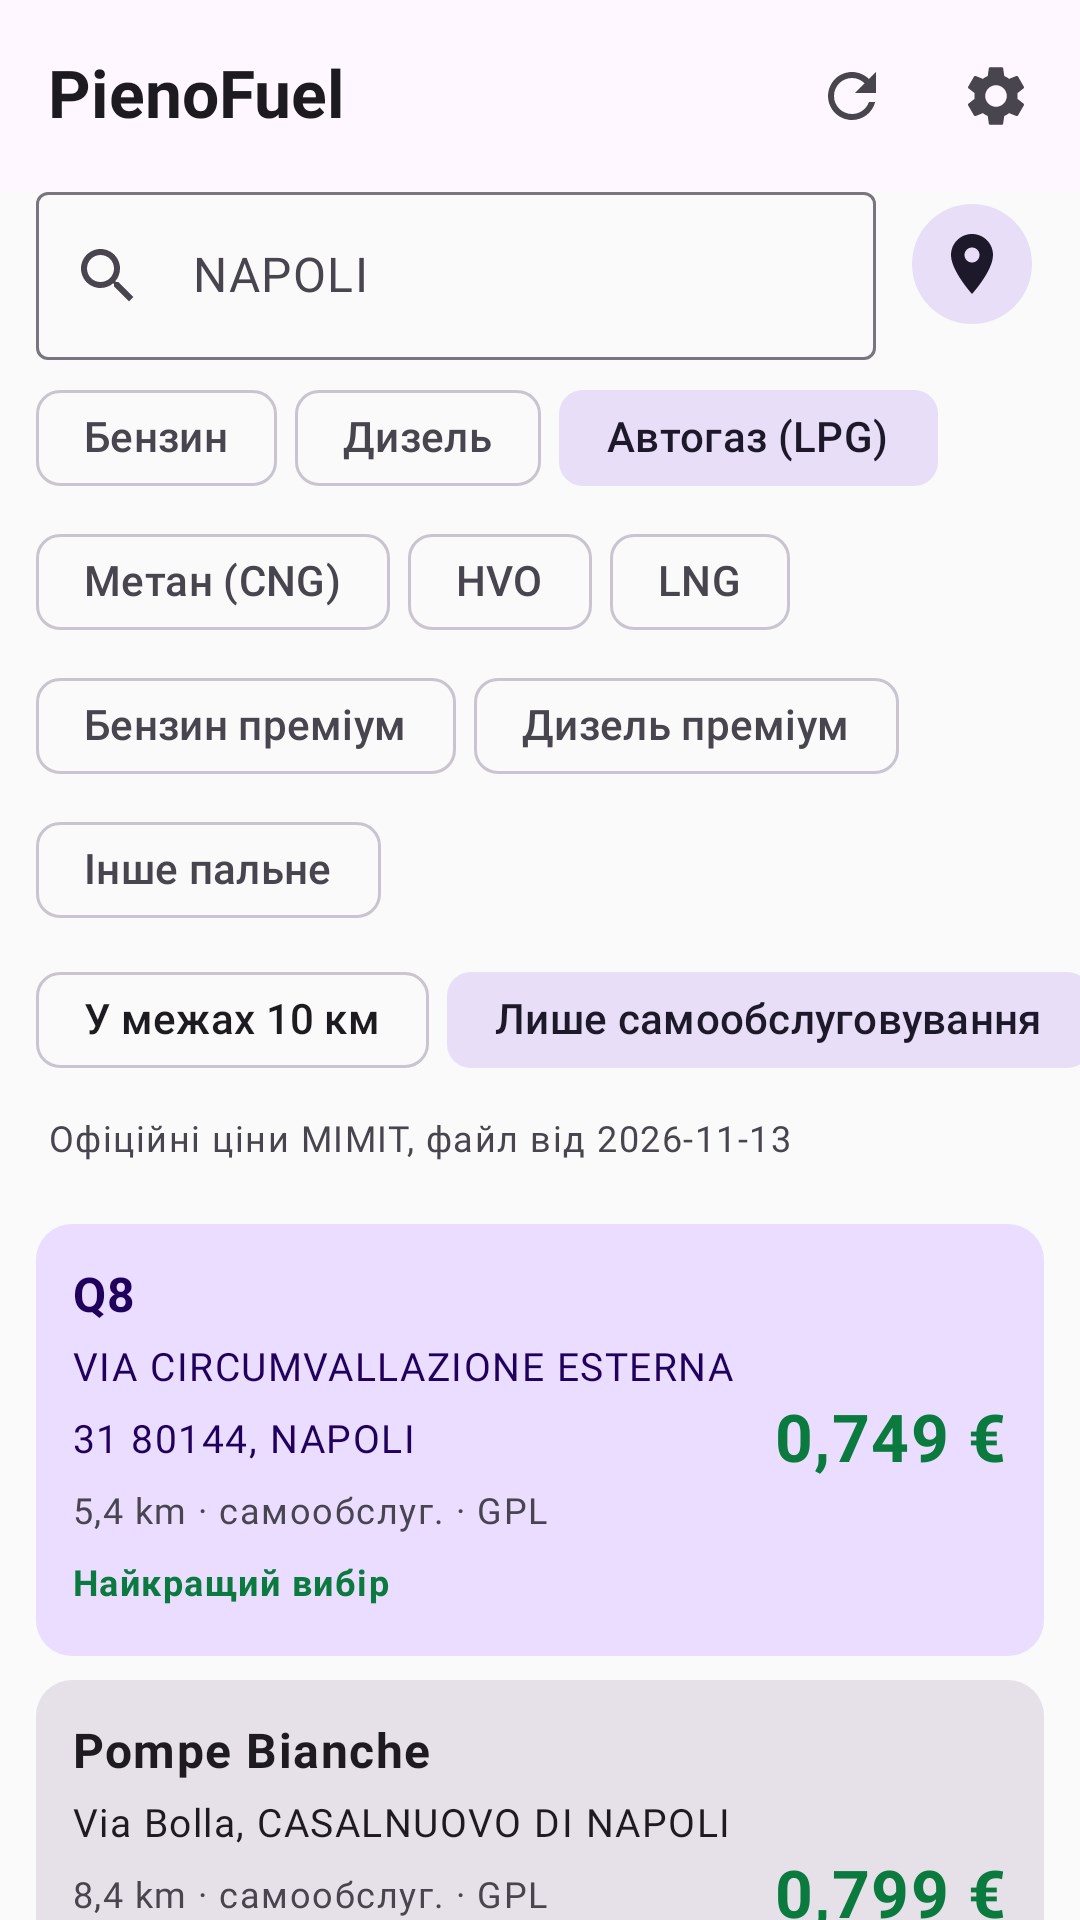 PienoFuel
NAPOLI
Бензин
Дизель
Автогаз (LPG)
Метан (CNG)
HVO
LNG
Бензин преміум
Дизель преміум
Інше пальне
У межах 10 км
Лише самообслуговування
Офіційні ціни MIMIT, файл від 2026-11-13
Q8
VIA CIRCUMVALLAZIONE ESTERNA
31 80144, NAPOLI
0,749 €
5,4 km · самообслуг. · GPL
Найкращий вибір
Pompe Bianche
Via Bolla, CASALNUOVO DI NAPOLI
8,4 km · самообслуг. · GPL
0,799 €